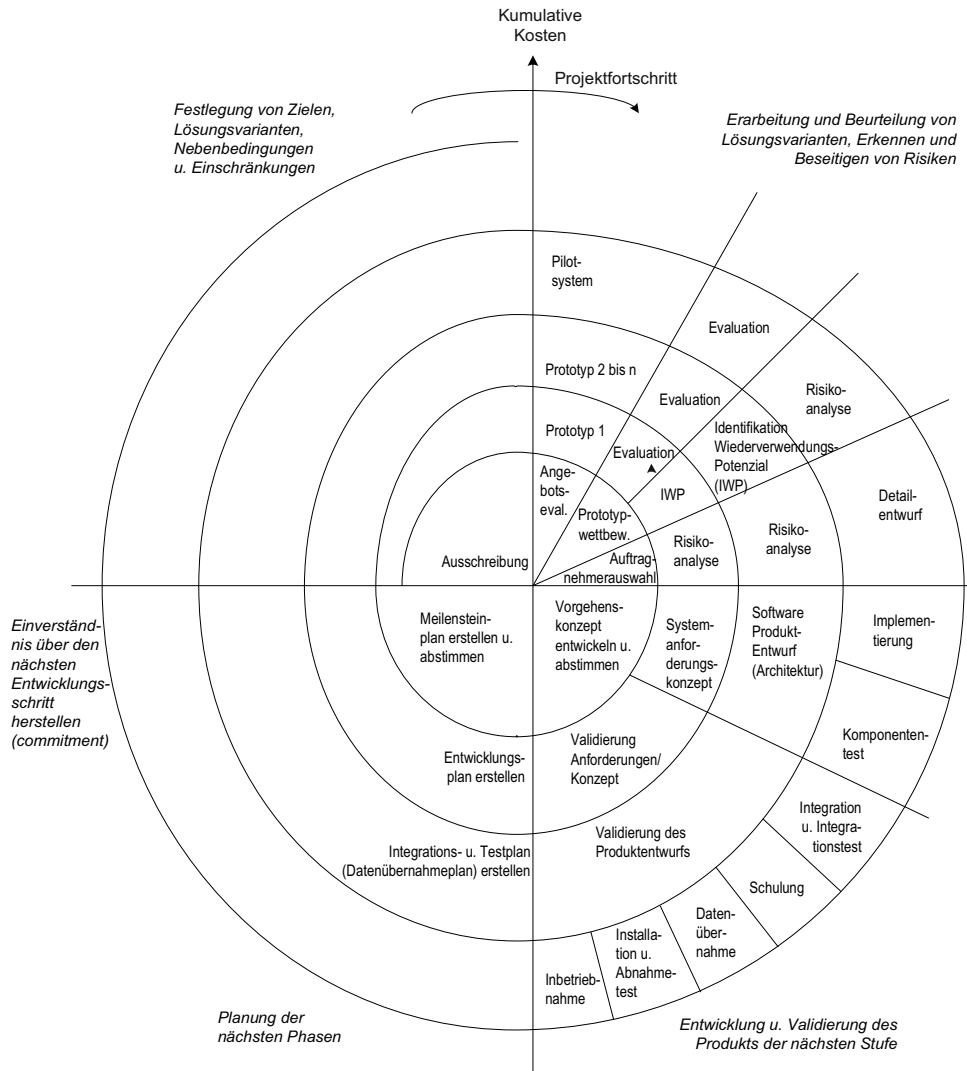 Kumulative
Kosten
Projektfortschritt
Festlegung von Zielen,
Lösungsvarianten,
Nebenbedingungen
u. Einschränkungen
Erarbeitung und Beurteilung von
Lösungsvarianten, Erkennen und
Beseitigen von Risiken
Pilot-
system
Evaluation
Risiko-
analyse
Prototyp 2 bis n
Evaluation
Identifikation
Wiederverwendungs-
Potenzial
(IWP)
Detail-
entwurf
Prototyp 1
Evaluation
IWP
Risiko-
analyse
Ange-
bots-
eval.
Prototyp-
wettbew.
Risiko-
analyse
Auftrag-
nehmerauswahl
Ausschreibung
Einverständ-
nis über den
nächsten
Entwicklungs-
schritt
herstellen
(commitment)
Meilenstein-
plan erstellen u.
abstimmen
Vorgehens-
konzept
entwickeln u.
abstimmen
System-
anfor-
derungs-
konzept
Software
Produkt-
Entwurf
(Architektur)
Implemen-
tierung
Komponenten-
test
Entwicklungs-
plan erstellen
Validierung
Anforderungen/
Konzept
Integration
u. Integra-
tionstest
Integrations- u. Testplan
(Datenübernahmeplan) erstellen
Validierung des
Produktentwurfs
Schulung
Daten-
über-
nahme
Installa-
tion u.
Abnahme-
test
Inbetrieb-
nahme
Planung der
nächsten Phasen
Entwicklung u. Validierung des
Produkts der nächsten Stufe